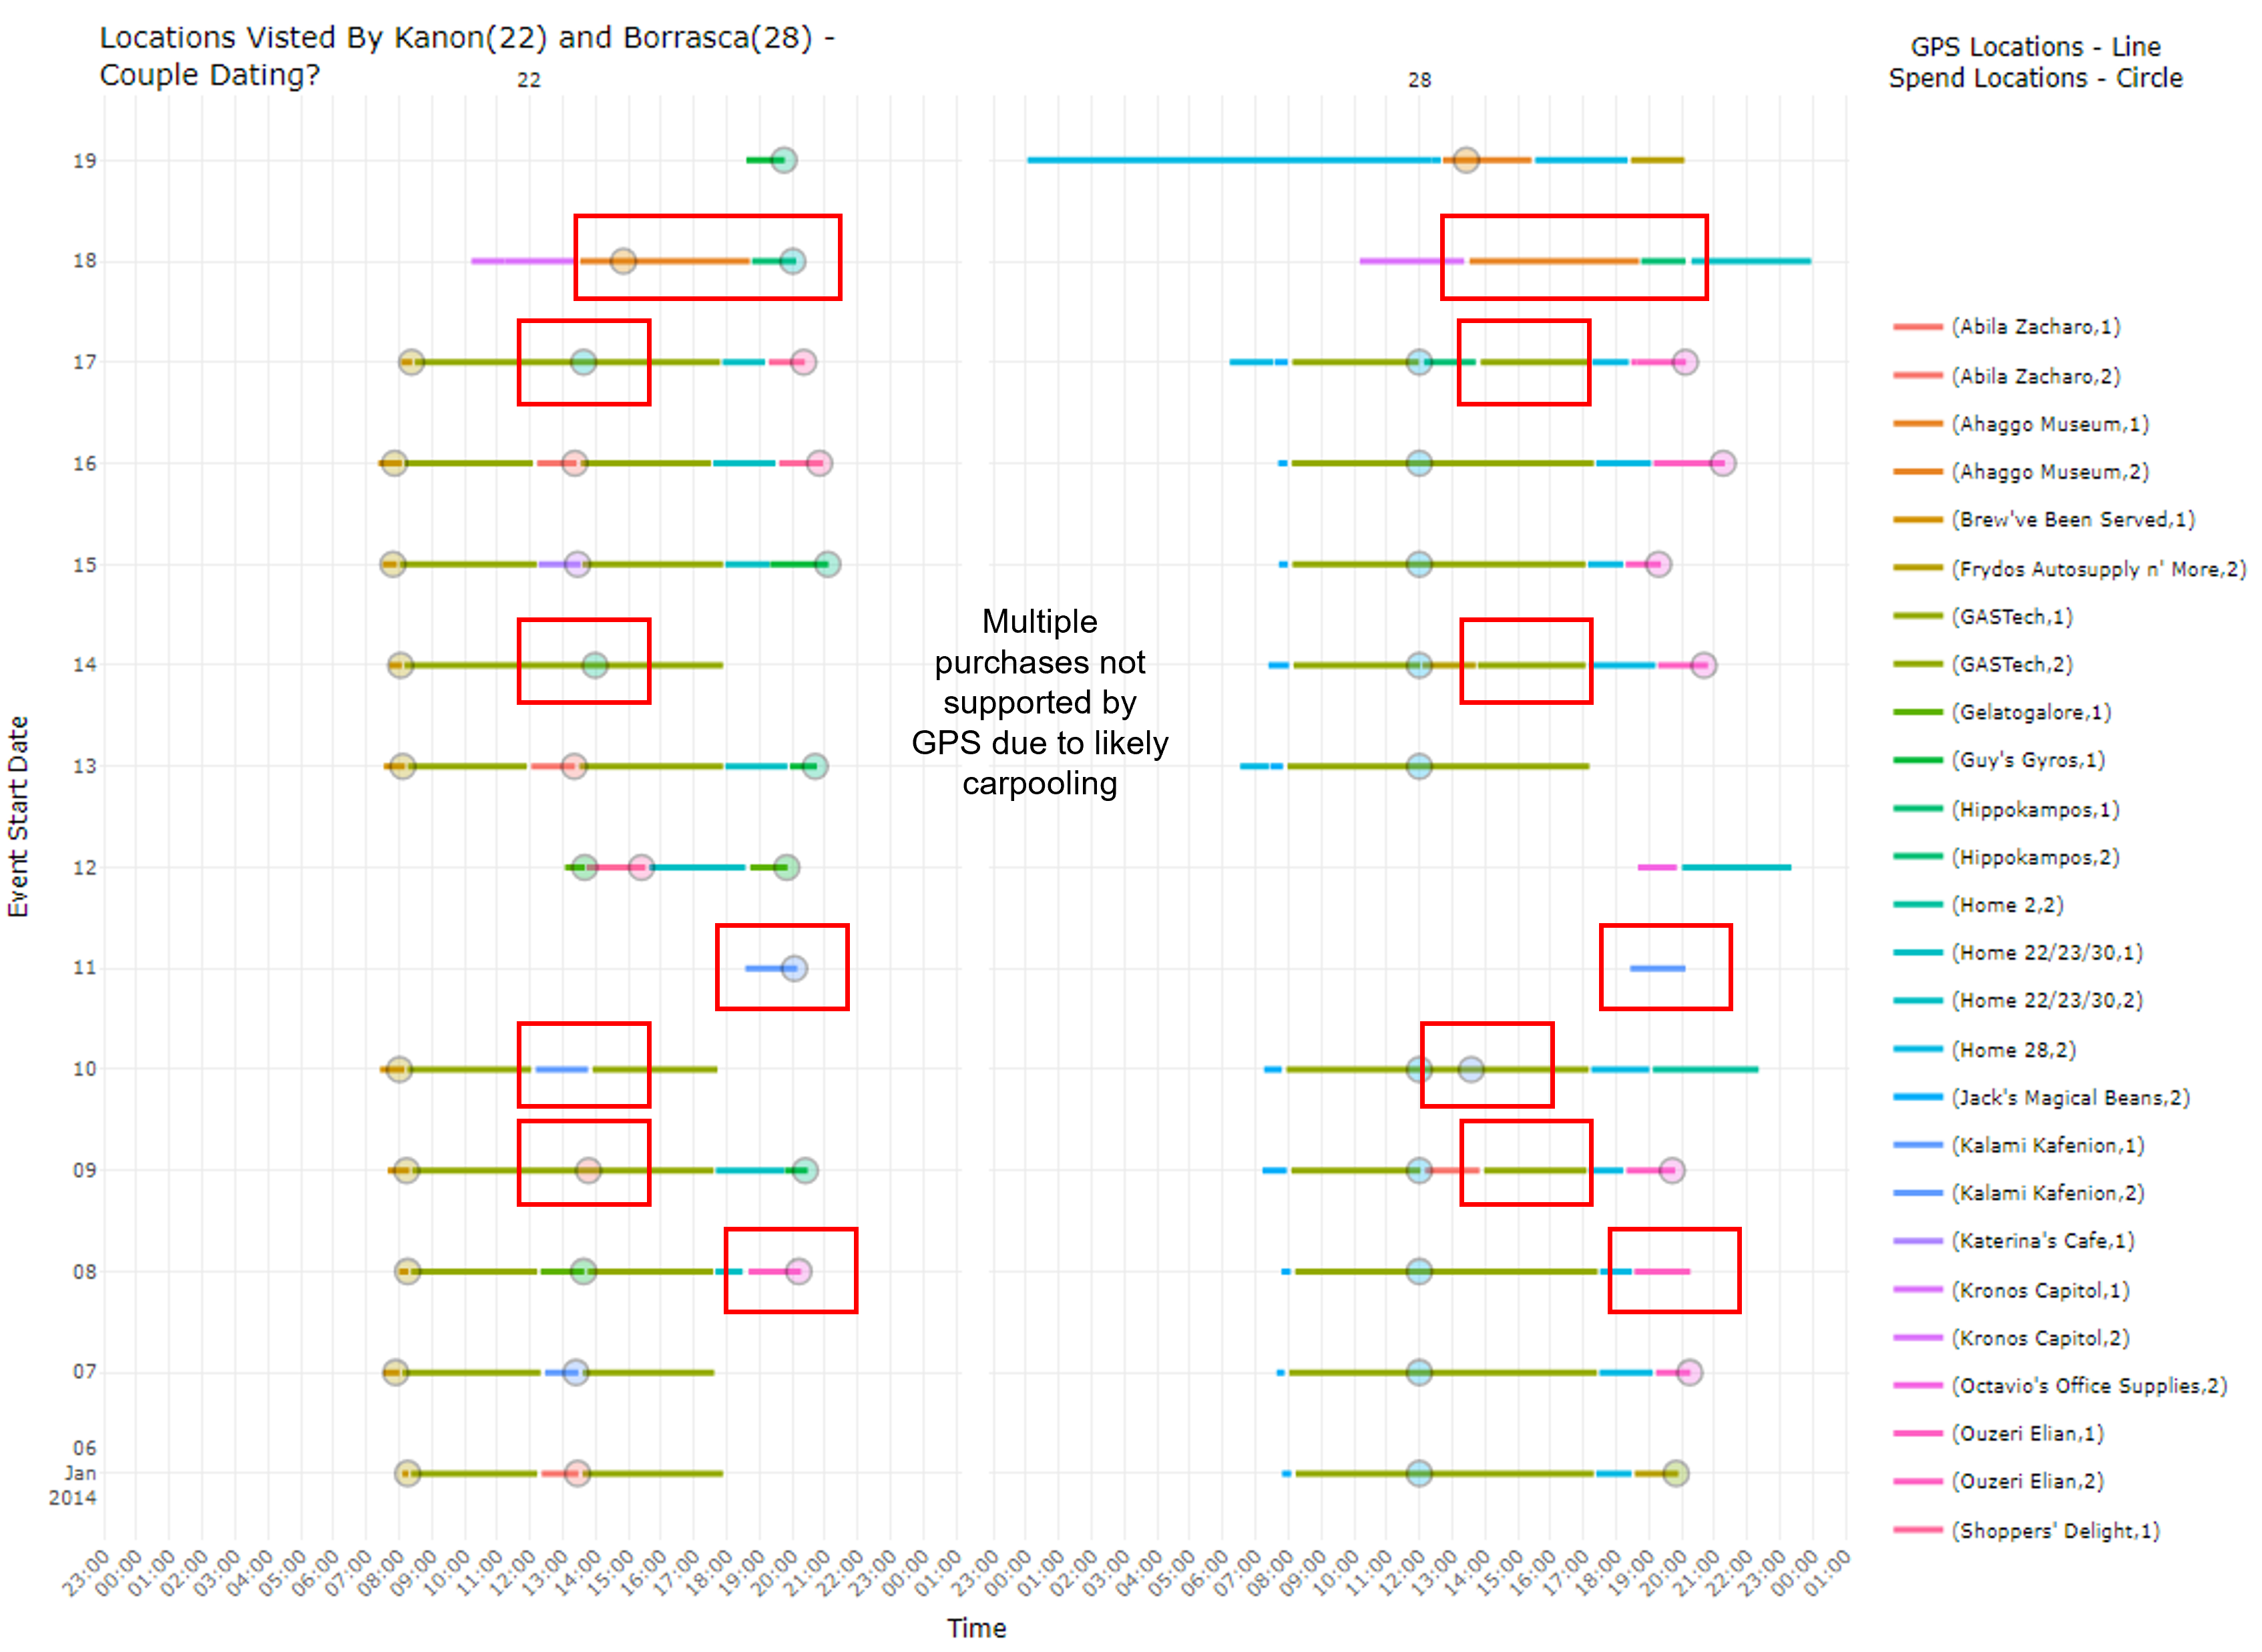 Locations Visted By Kanon(22) and Borrasca(28) -
Couple Dating?
22
28
GPS Locations - Line
Spend Locations - Circle
19
18
17
16
15
14
13
12
11
10
09
08
07
06
Jan
2014
Event Start Date
Multiple
purchases not
supported by
GPS due to likely
carpooling
23:00
00:00
01:00
02:00
03:00
04:00
05:00
06:00
07:00
08:00
09:00
10:00
11:00
12:00
13:00
14:00
15:00
16:00
17:00
18:00
19:00
20:00
21:00
22:00
23:00
00:00
01:00
23:00
00:00
01:00
02:00
03:00
04:00
05:00
06:00
07:00
08:00
09:00
10:00
11:00
12:00
13:00
14:00
15:00
16:00
17:00
18:00
19:00
20:00
21:00
22:00
23:00
00:00
01:00
Time
(Abila Zacharo,1)
(Abila Zacharo,2)
(Ahaggo Museum,1)
(Ahaggo Museum,2)
(Brew've Been Served,1)
(Frydos Autosupply n' More,2)
(GASTech,1)
(GASTech,2)
(Gelatogalore,1)
(Guy's Gyros,1)
(Hippokampos,1)
(Hippokampos,2)
(Home 2,2)
(Home 22/23/30,1)
(Home 22/23/30,2)
(Home 28,2)
(Jack's Magical Beans,2)
(Kalami Kafenion,1)
(Kalami Kafenion,2)
(Katerina's Cafe,1)
(Kronos Capitol,1)
(Kronos Capitol,2)
(Octavio's Office Supplies,2)
(Ouzeri Elian,1)
(Ouzeri Elian,2)
(Shoppers' Delight,1)